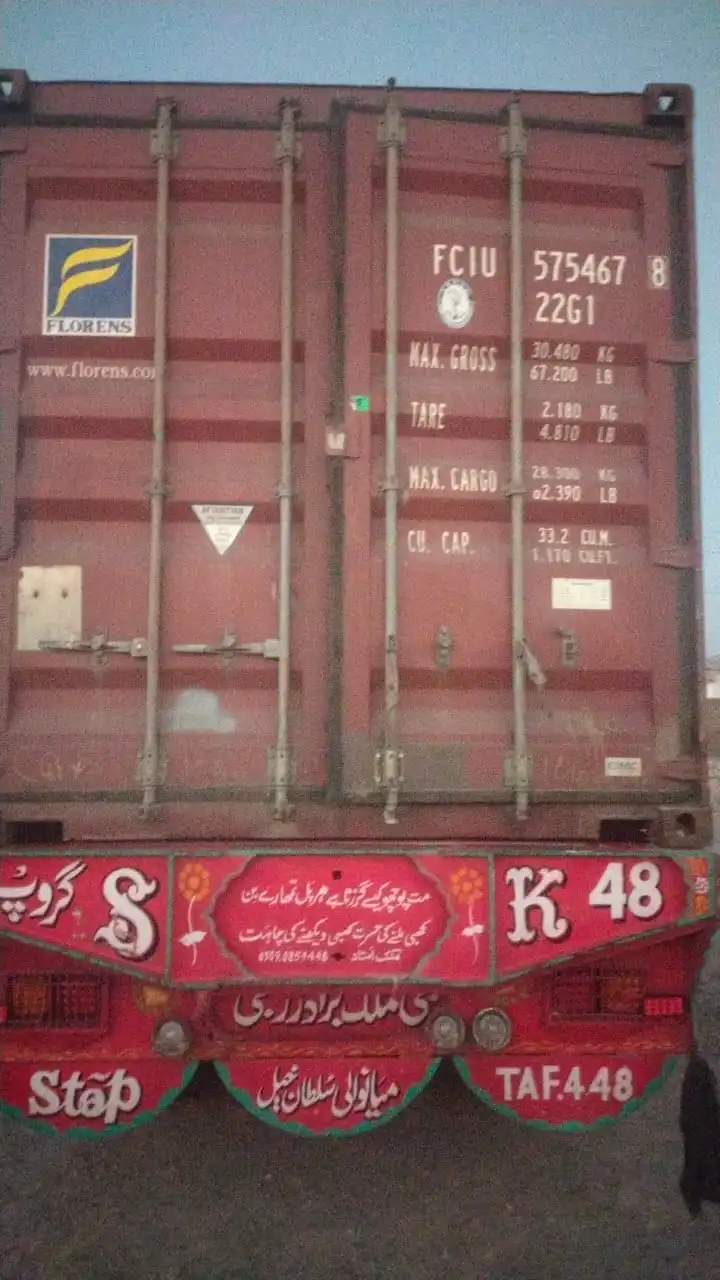 FLORENS
www.florens.co
FCIU 575467 8
22G1
MAX. GROSS 30.480 KG
67.200 LB
TARE 2.180 KG
4.810 LB
MAX. CARGO 28.300 KG
62.390 LB
CU. CAP. 33.2 CU.M.
1.170 CU.FT.
گروپ S
مت پوچھو کیسے گزرتا ہے ہر پل تمھارے بن
کبھی ملنے کی حسرت کبھی دیکھنے کی چاہت
K 48
ملک برادرز
Stop
میانوالی سلطان خیل
TAF.448